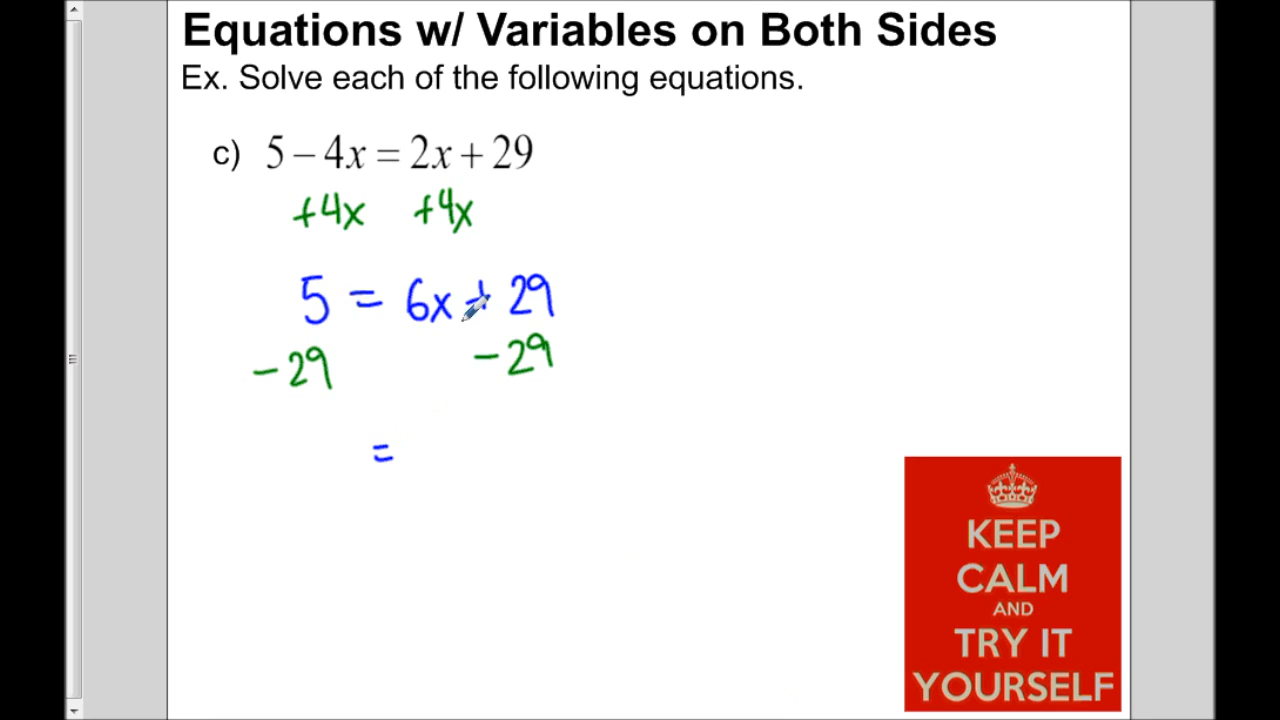 Equations w/ Variables on Both Sides
Ex. Solve each of the following equations.
c) 5 – 4x = 2x + 29
+4x +4x
5 = 6x + 29
-29 -29
=
KEEP
CALM
AND
TRY IT
YOURSELF